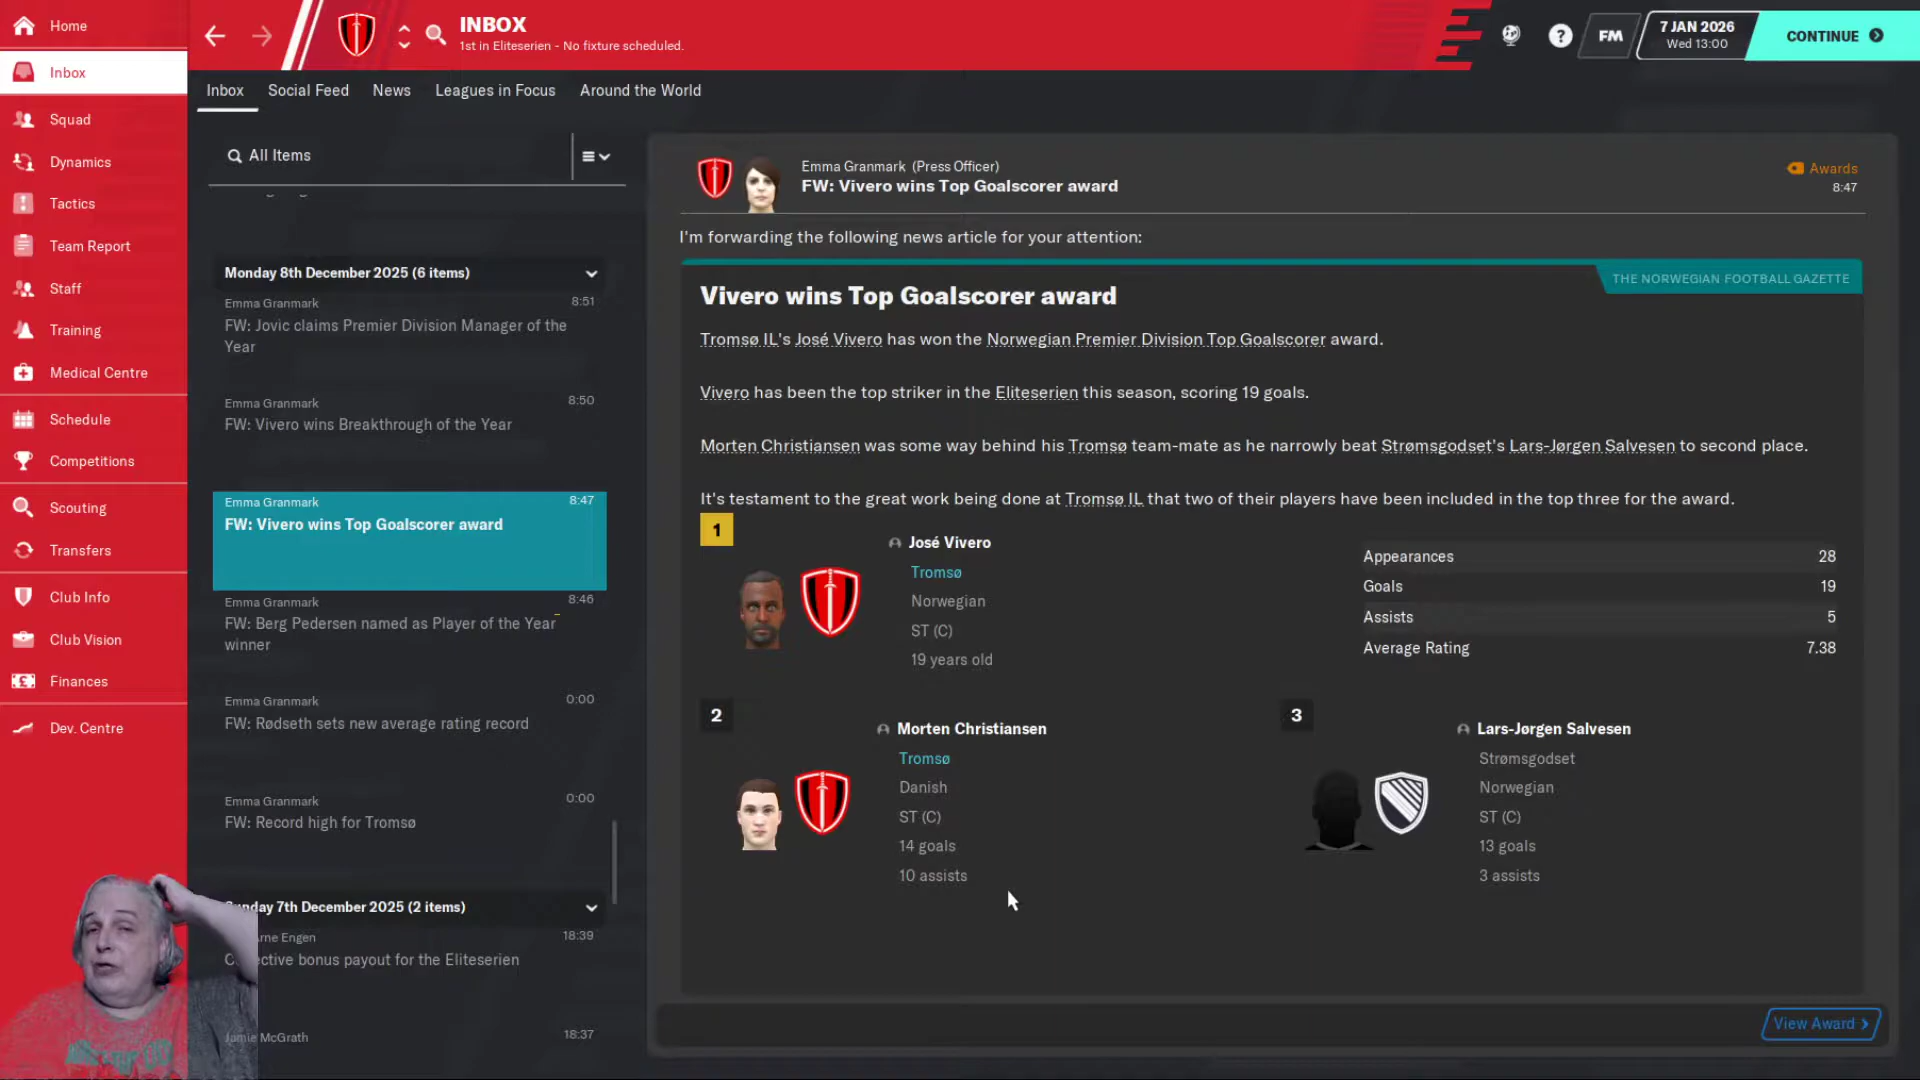 Home
Inbox
Squad
Dynamics
Tactics
Team Report
Staff
Training
Medical Centre
Schedule
Competitions
Scouting
Transfers
Club Info
Club Vision
Finances
Dev. Centre
INBOX
1st in Eliteserien - No fixture scheduled.
?
FM
7 JAN 2026
Wed 13:00
CONTINUE
Inbox
Social Feed
News
Leagues in Focus
Around the World
All Items
Monday 8th December 2025 (6 items)
Emma Granmark
8:51
FW: Jovic claims Premier Division Manager of the
Year
Emma Granmark
8:50
FW: Vivero wins Breakthrough of the Year
Emma Granmark
8:47
FW: Vivero wins Top Goalscorer award
Emma Granmark
8:46
FW: Berg Pedersen named as Player of the Year
winner
Emma Granmark
0:00
FW: Rødseth sets new average rating record
Emma Granmark
0:00
FW: Record high for Tromsø
7th December 2025 (2 items)
Engen
18:39
bonus payout for the Eliteserien
Jamie McGrath
18:37
Emma Granmark (Press Officer)
FW: Vivero wins Top Goalscorer award
Awards
8:47
I'm forwarding the following news article for your attention:
THE NORWEGIAN FOOTBALL GAZETTE
Vivero wins Top Goalscorer award
Tromsø IL's José Vivero has won the Norwegian Premier Division Top Goalscorer award.
Vivero has been the top striker in the Eliteserien this season, scoring 19 goals.
Morten Christiansen was some way behind his Tromsø team-mate as he narrowly beat Strømsgodset's Lars-Jørgen Salvesen to second place.
It's testament to the great work being done at Tromsø IL that two of their players have been included in the top three for the award.
1
José Vivero
Tromsø
Norwegian
ST (C)
19 years old
Appearances 28
Goals 19
Assists 5
Average Rating 7.38
2
Morten Christiansen
Tromsø
Danish
ST (C)
14 goals
10 assists
3
Lars-Jørgen Salvesen
Strømsgodset
Norwegian
ST (C)
13 goals
3 assists
View Award